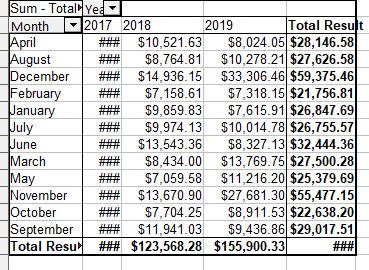 Sum - Total Yea
Month 2017 2018 2019 Total Result
April ### $10,521.63 $8,024.05 $28,146.58
August ### $8,764.81 $10,278.21 $27,626.58
December ### $14,936.15 $33,306.46 $59,375.46
February ### $7,158.61 $7,318.15 $21,756.81
January ### $9,859.83 $7,615.91 $26,847.69
July ### $9,974.13 $10,014.78 $26,755.57
June ### $13,543.36 $8,327.13 $32,444.36
March ### $8,434.00 $13,769.75 $27,500.28
May ### $7,059.58 $11,216.20 $25,379.69
November ### $13,670.90 $27,681.30 $55,477.15
October ### $7,704.25 $8,911.53 $22,638.20
September ### $11,941.03 $9,436.86 $29,017.51
Total Resu ### $123,568.28 $155,900.33 ###